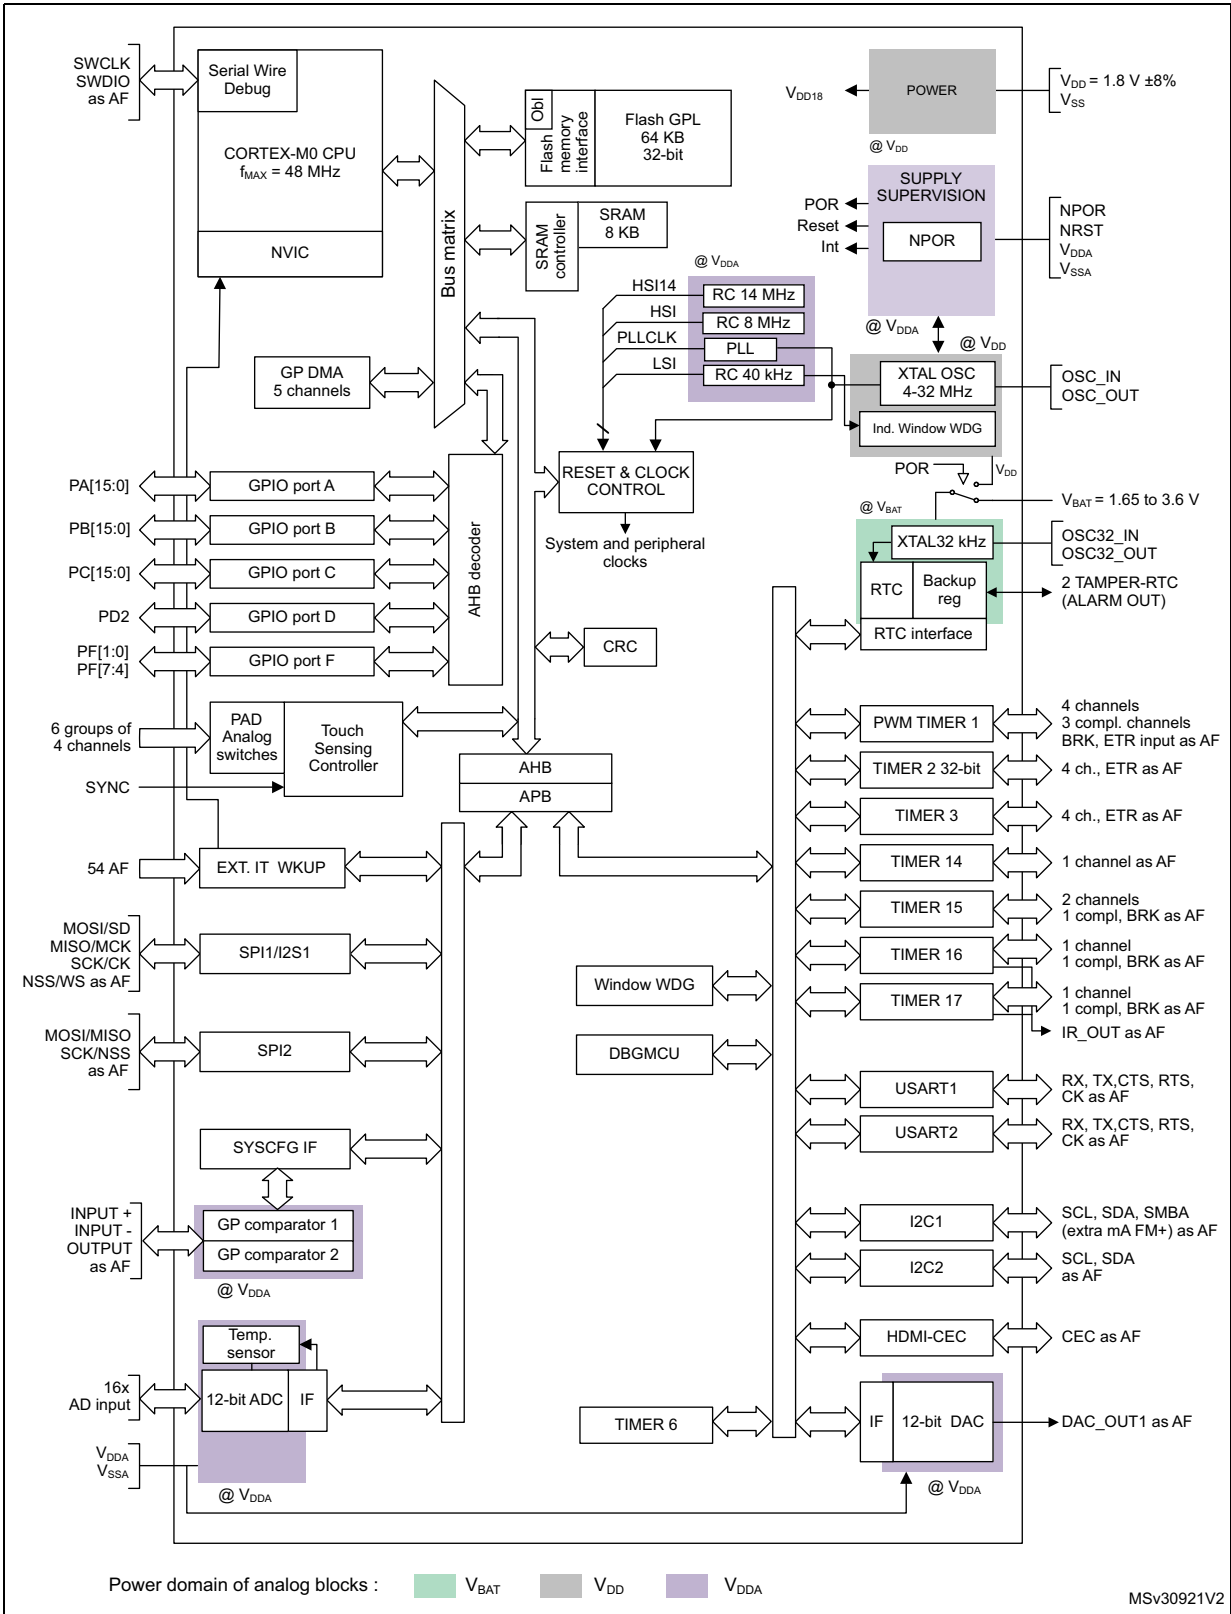 SWCLK
SWDIO
as AF
Serial Wire
Debug
CORTEX-M0 CPU
fMAX = 48 MHz
NVIC
Bus matrix
Obl
Flash
memory
interface
Flash GPL
64 KB
32-bit
SRAM
controller
SRAM
8 KB
VDD18
POWER
VDD = 1.8 V ±8%
VSS
@ VDD
SUPPLY
SUPERVISION
POR
Reset
Int
NPOR
NPOR
NRST
VDDA
VSSA
@ VDDA
HSI14
RC 14 MHz
HSI
RC 8 MHz
PLLCLK
PLL
LSI
RC 40 kHz
@ VDDA
@ VDD
XTAL OSC
4-32 MHz
OSC_IN
OSC_OUT
Ind. Window WDG
GP DMA
5 channels
POR
VDD
@ VBAT
VBAT = 1.65 to 3.6 V
RESET & CLOCK
CONTROL
System and peripheral
clocks
XTAL32 kHz
OSC32_IN
OSC32_OUT
RTC
Backup
reg
RTC interface
2 TAMPER-RTC
(ALARM OUT)
PA[15:0]
GPIO port A
PB[15:0]
GPIO port B
PC[15:0]
GPIO port C
PD2
GPIO port D
PF[1:0]
PF[7:4]
GPIO port F
AHB decoder
CRC
6 groups of
4 channels
PAD
Analog
switches
Touch
Sensing
Controller
SYNC
AHB
APB
PWM TIMER 1
4 channels
3 compl. channels
BRK, ETR input as AF
TIMER 2 32-bit
4 ch., ETR as AF
TIMER 3
4 ch., ETR as AF
54 AF
EXT. IT WKUP
TIMER 14
1 channel as AF
TIMER 15
2 channels
1 compl, BRK as AF
MOSI/SD
MISO/MCK
SCK/CK
NSS/WS as AF
SPI1/I2S1
TIMER 16
1 channel
1 compl, BRK as AF
Window WDG
TIMER 17
1 channel
1 compl, BRK as AF
IR_OUT as AF
MOSI/MISO
SCK/NSS
as AF
SPI2
DBGMCU
USART1
RX, TX,CTS, RTS,
CK as AF
USART2
RX, TX,CTS, RTS,
CK as AF
SYSCFG IF
INPUT +
INPUT -
OUTPUT
as AF
GP comparator 1
GP comparator 2
@ VDDA
I2C1
SCL, SDA, SMBA
(extra mA FM+) as AF
I2C2
SCL, SDA
as AF
HDMI-CEC
CEC as AF
Temp.
sensor
16x
AD input
12-bit ADC
IF
VDDA
VSSA
@ VDDA
TIMER 6
IF
12-bit DAC
DAC_OUT1 as AF
@ VDDA
Power domain of analog blocks :
VBAT
VDD
VDDA
MSv30921V2